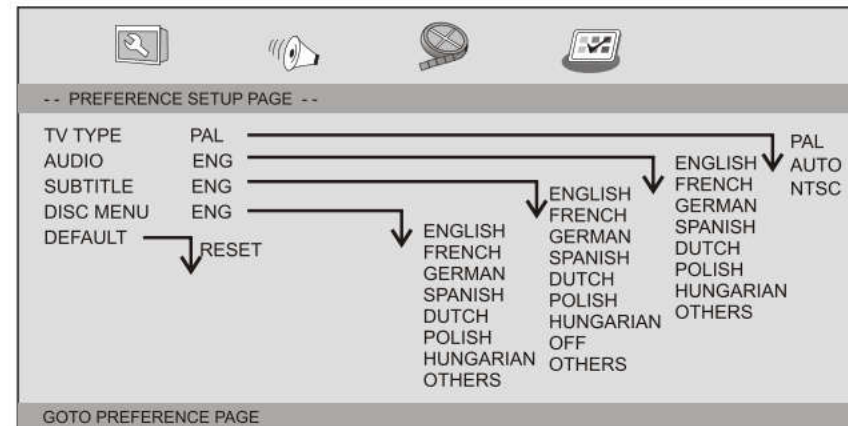 -- PREFERENCE SETUP PAGE --
TV TYPE PAL
AUDIO ENG
SUBTITLE ENG
DISC MENU ENG
DEFAULT
RESET
ENGLISH
FRENCH
GERMAN
SPANISH
DUTCH
POLISH
HUNGARIAN
OTHERS
ENGLISH
FRENCH
GERMAN
SPANISH
DUTCH
POLISH
HUNGARIAN
OFF
OTHERS
ENGLISH
FRENCH
GERMAN
SPANISH
DUTCH
POLISH
HUNGARIAN
OTHERS
PAL
AUTO
NTSC
GOTO PREFERENCE PAGE